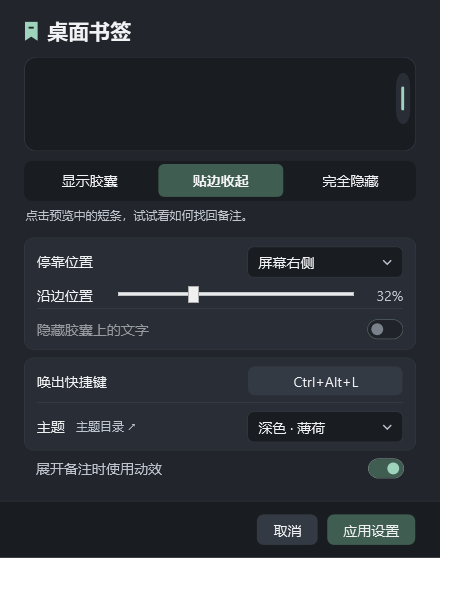 桌面书签
显示胶囊 贴边收起 完全隐藏
点击预览中的短条，试试看如何找回备注。
停靠位置 屏幕右侧
沿边位置 32%
隐藏胶囊上的文字
唤出快捷键 Ctrl+Alt+L
主题 主题目录 ↗ 深色 · 薄荷
展开备注时使用动效
取消 应用设置